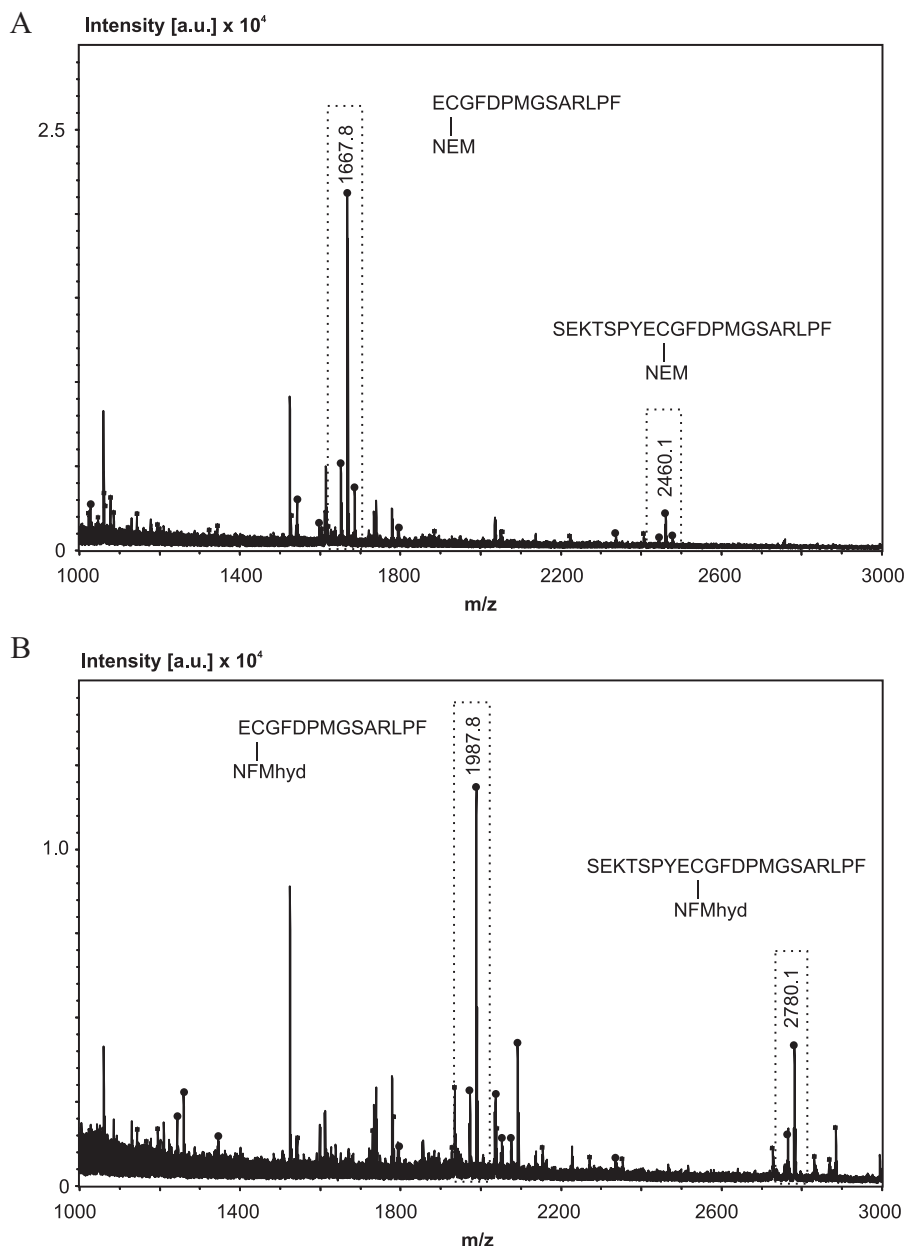 A
Intensity [a.u.] x 10⁴
ECGFDPMGSARLPF
NEM
1667.8
2.5
SEKTSPYECGFDPMGSARLPF
NEM
2460.1
0
1000 1400 1800 2200 2600 3000
m/z
B
Intensity [a.u.] x 10⁴
ECGFDPMGSARLPF
NFMhyd
1987.8
1.0
SEKTSPYECGFDPMGSARLPF
NFMhyd
2780.1
0
1000 1400 1800 2200 2600 3000
m/z